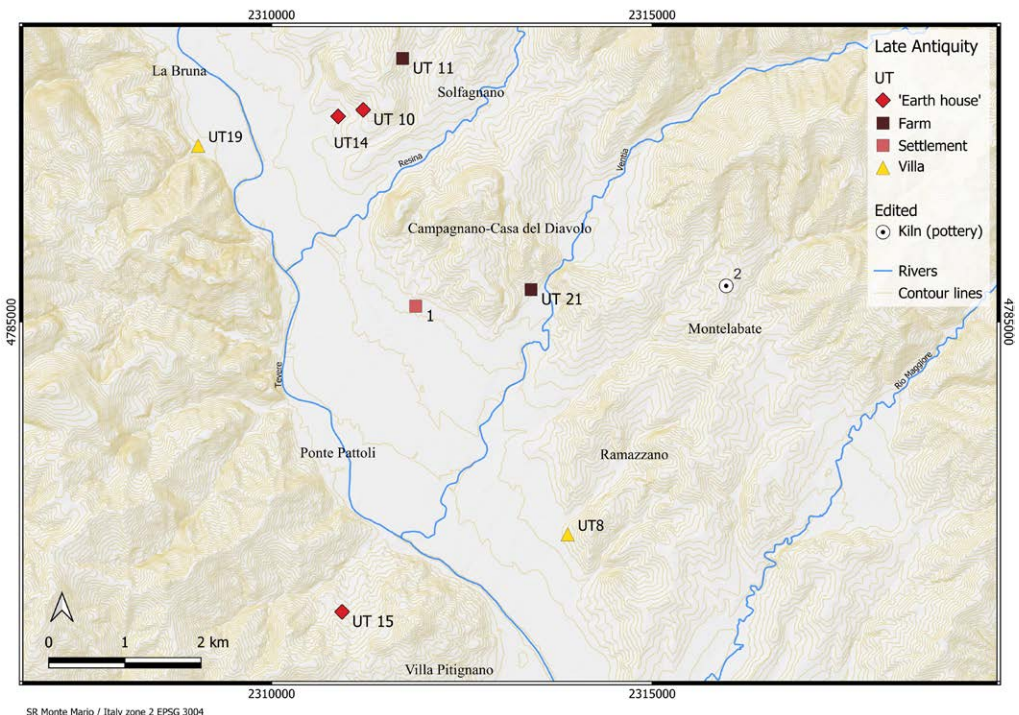 2310000
2315000
Late Antiquity
UT
'Earth house'
Farm
Settlement
Villa
Edited
Kiln (pottery)
Rivers
Contour lines
La Bruna
UT 11
Solfagnano
UT 10
UT14
UT19
Resina
Ventia
Campagnano-Casa del Diavolo
2
UT 21
1
Montelabate
4785000
4785000
Tevere
Rio Maggiore
Ponte Pattoli
Ramazzano
UT8
UT 15
0 1 2 km
Villa Pitignano
2310000
2315000
SR Monte Mario / Italy zone 2 EPSG 3004